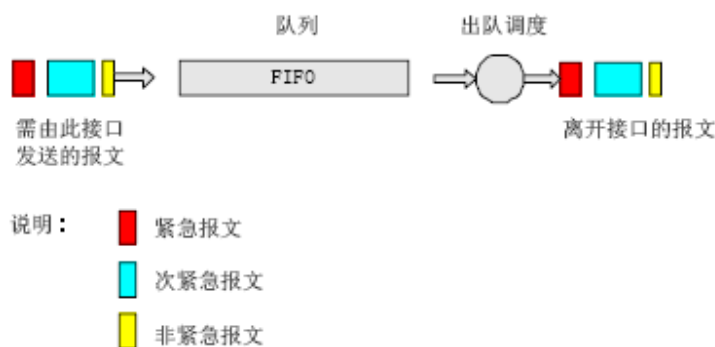 队列
出队调度
FIFO
需由此接口
发送的报文
离开接口的报文
说明：
紧急报文
次紧急报文
非紧急报文